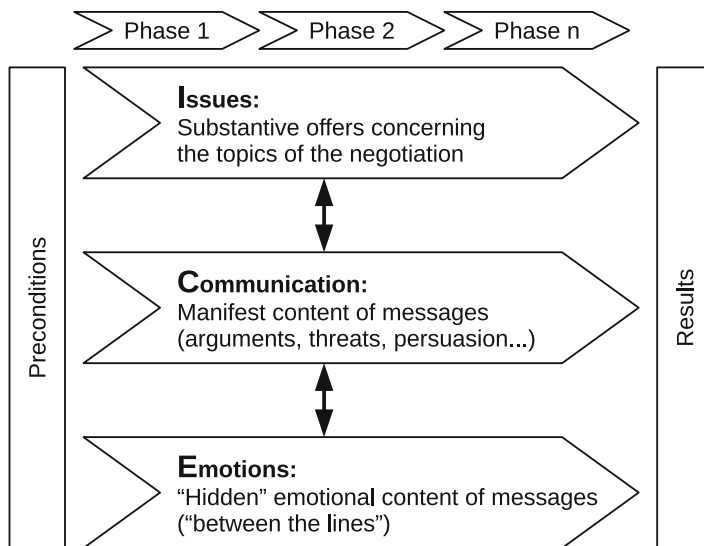 Phase 1
Phase 2
Phase n
Preconditions
Issues:
Substantive offers concerning
the topics of the negotiation
Communication:
Manifest content of messages
(arguments, threats, persuasion...)
Emotions:
“Hidden” emotional content of messages
(“between the lines”)
Results